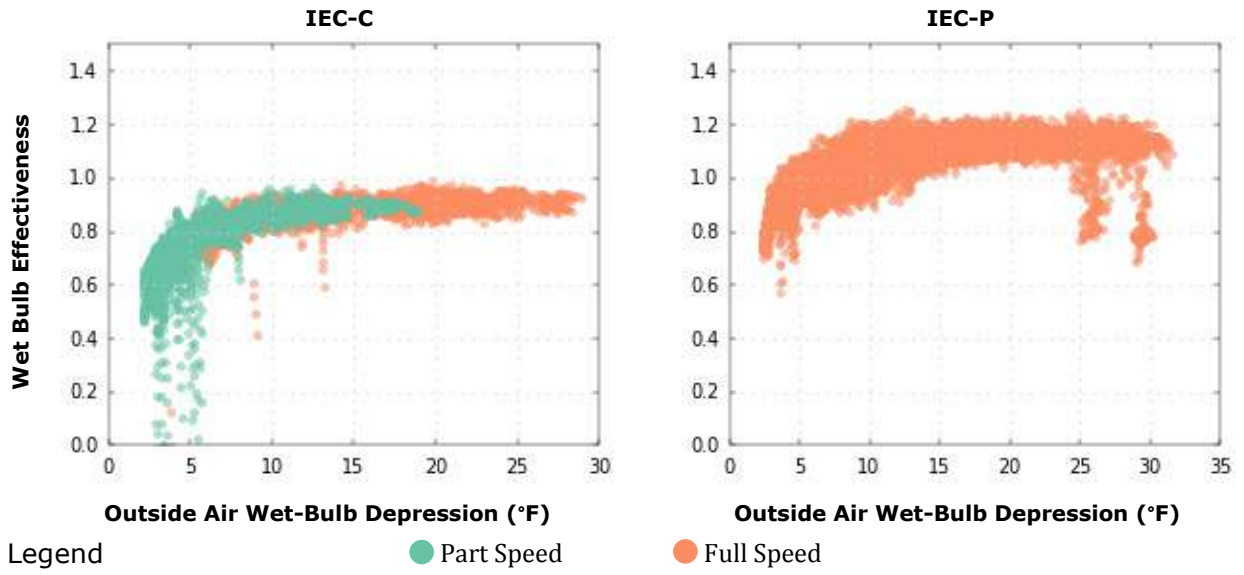 IEC-C
IEC-P
Wet Bulb Effectiveness
1.4
1.2
1.0
0.8
0.6
0.4
0.2
0.0
0 5 10 15 20 25 30
1.4
1.2
1.0
0.8
0.6
0.4
0.2
0.0
0 5 10 15 20 25 30 35
Outside Air Wet-Bulb Depression (°F)
Outside Air Wet-Bulb Depression (°F)
Legend Part Speed Full Speed